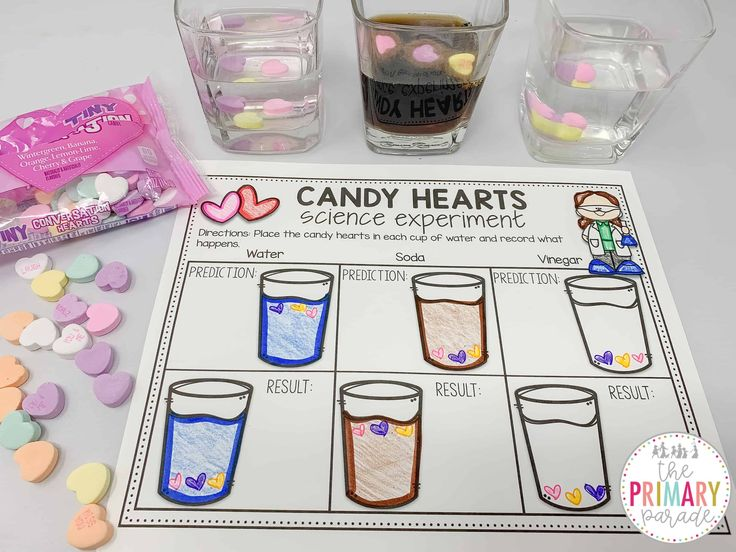 TINY
Wintergreen, Banana,
Orange, Lemon-Lime,
Cherry & Grape
TINY
CONVERSATION
HEARTS
LAUGH
CANDY HEARTS
science experiment
Directions: Place the candy hearts in each cup of water and record what
happens.
Water
Soda
Vinegar
PREDICTION:
PREDICTION:
PREDICTION:
RESULT:
RESULT:
RESULT:
the
PRIMARY
parade